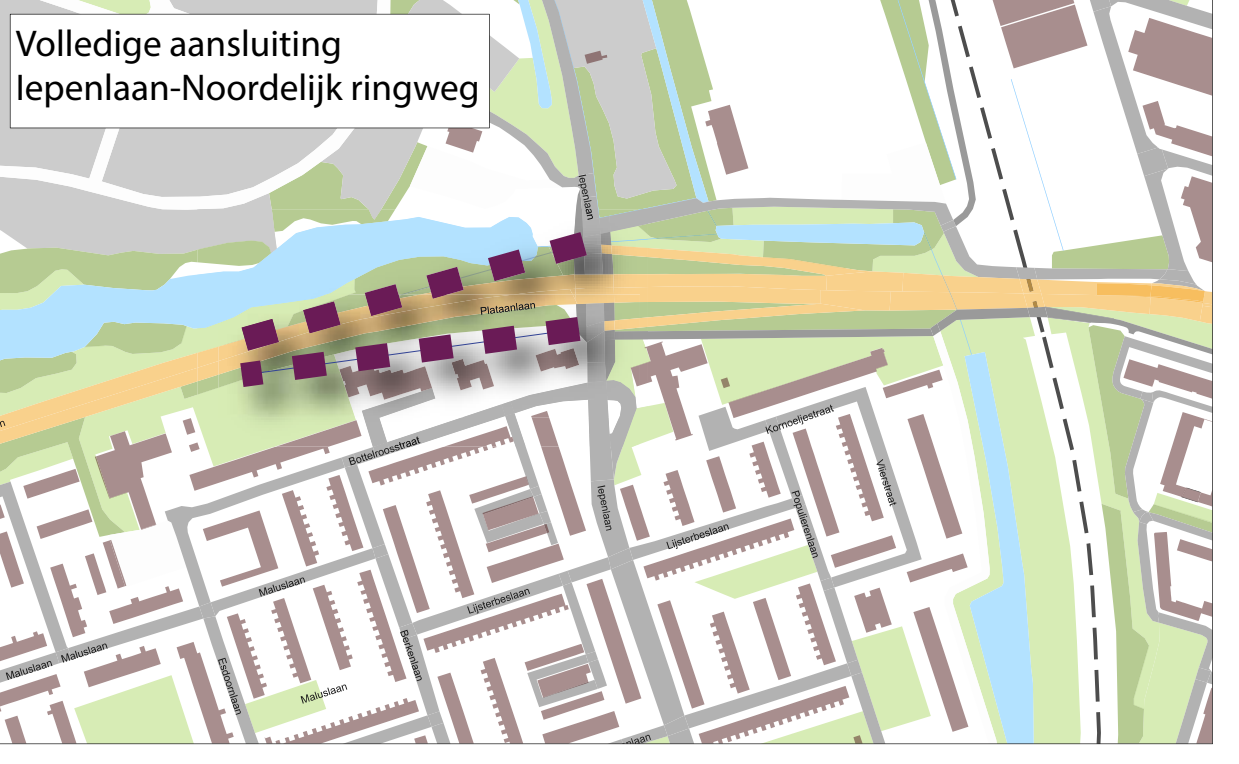 Volledige aansluiting
Iepenlaan-Noordelijk ringweg
Iepenlaan
Plataanlaan
n
Kornoeljestraat
Bottelroosstraat
Vlierstraat
Iepenlaan
Populierenlaan
Lijsterbeslaan
Maluslaan
Lijsterbeslaan
Berkenlaan
Maluslaan
Maluslaan
Esdoornlaan
Maluslaan
nlaan